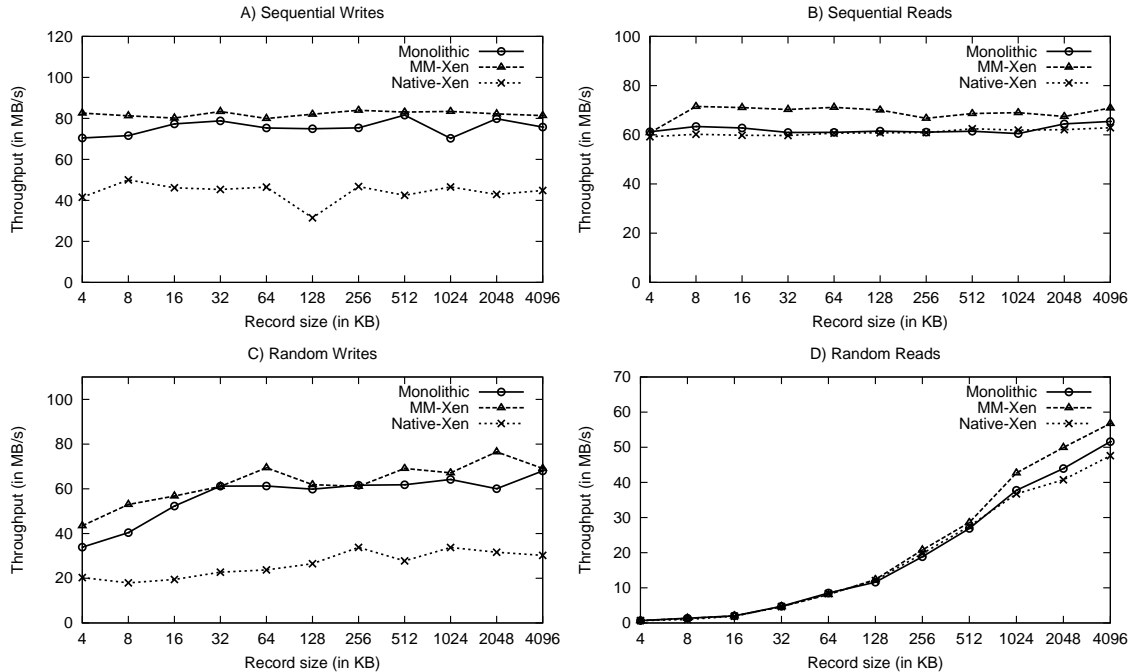 A) Sequential Writes
Throughput (in MB/s)
120
100
80
60
40
20
0
Monolithic
MM-Xen
Native-Xen
4 8 16 32 64 128 256 512 1024 2048 4096
Record size (in KB)
B) Sequential Reads
Throughput (in MB/s)
100
80
60
40
20
0
Monolithic
MM-Xen
Native-Xen
4 8 16 32 64 128 256 512 1024 2048 4096
Record size (in KB)
C) Random Writes
Throughput (in MB/s)
100
80
60
40
20
0
Monolithic
MM-Xen
Native-Xen
4 8 16 32 64 128 256 512 1024 2048 4096
Record size (in KB)
D) Random Reads
Throughput (in MB/s)
70
60
50
40
30
20
10
0
Monolithic
MM-Xen
Native-Xen
4 8 16 32 64 128 256 512 1024 2048 4096
Record size (in KB)